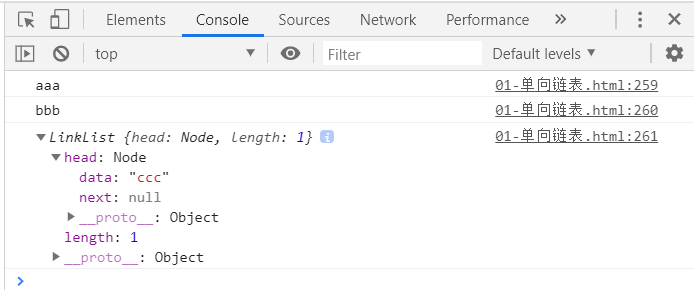 Elements Console Sources Network Performance »
top Filter Default levels
aaa 01-单向链表.html:259
bbb 01-单向链表.html:260
LinkList {head: Node, length: 1} i 01-单向链表.html:261
head: Node
data: "ccc"
next: null
__proto__: Object
length: 1
__proto__: Object
>